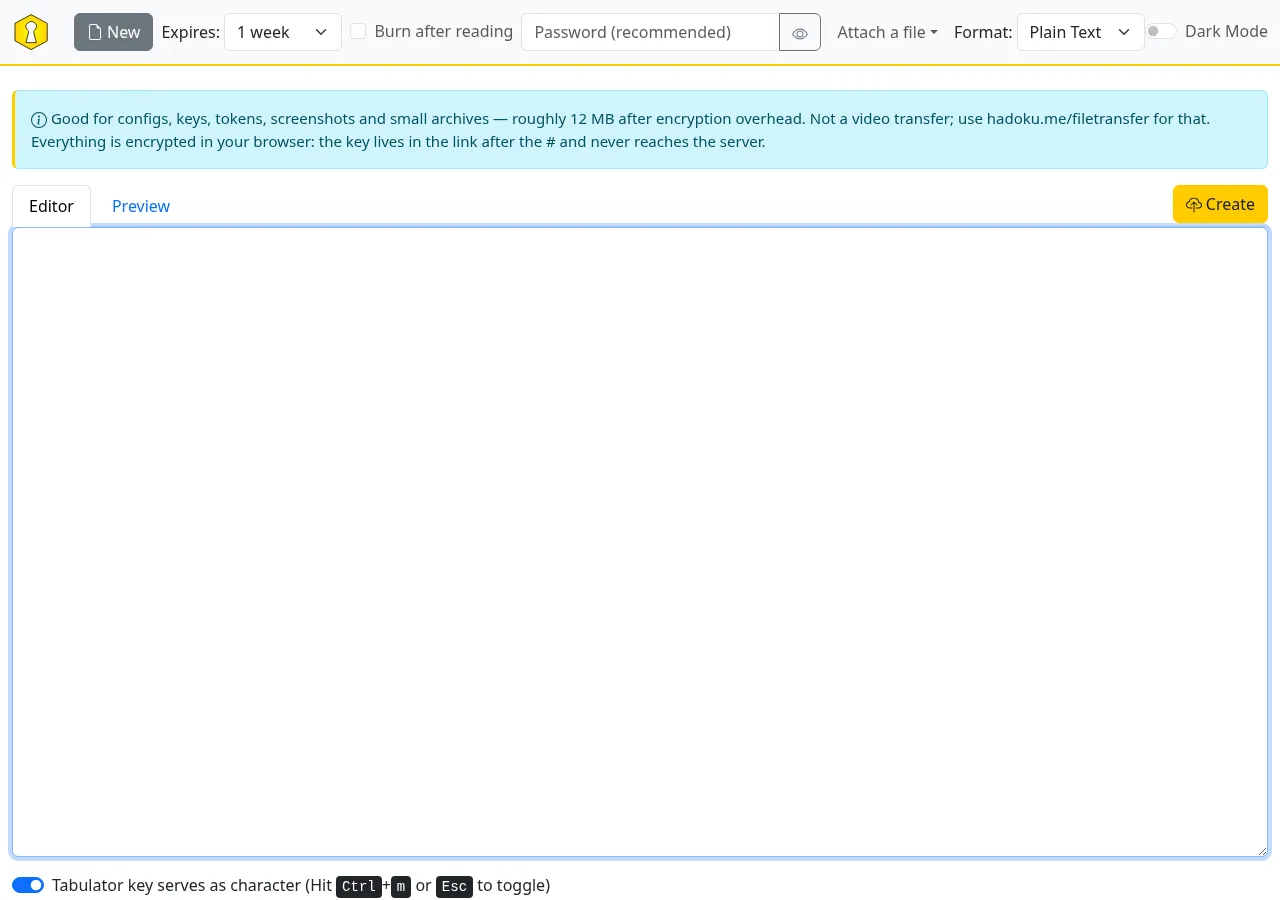 New Expires: 1 week Burn after reading Password (recommended) Attach a file Format: Plain Text Dark Mode
Good for configs, keys, tokens, screenshots and small archives — roughly 12 MB after encryption overhead. Not a video transfer; use hadoku.me/filetransfer for that.
Everything is encrypted in your browser: the key lives in the link after the # and never reaches the server.
Editor Preview Create
Tabulator key serves as character (Hit Ctrl+m or Esc to toggle)